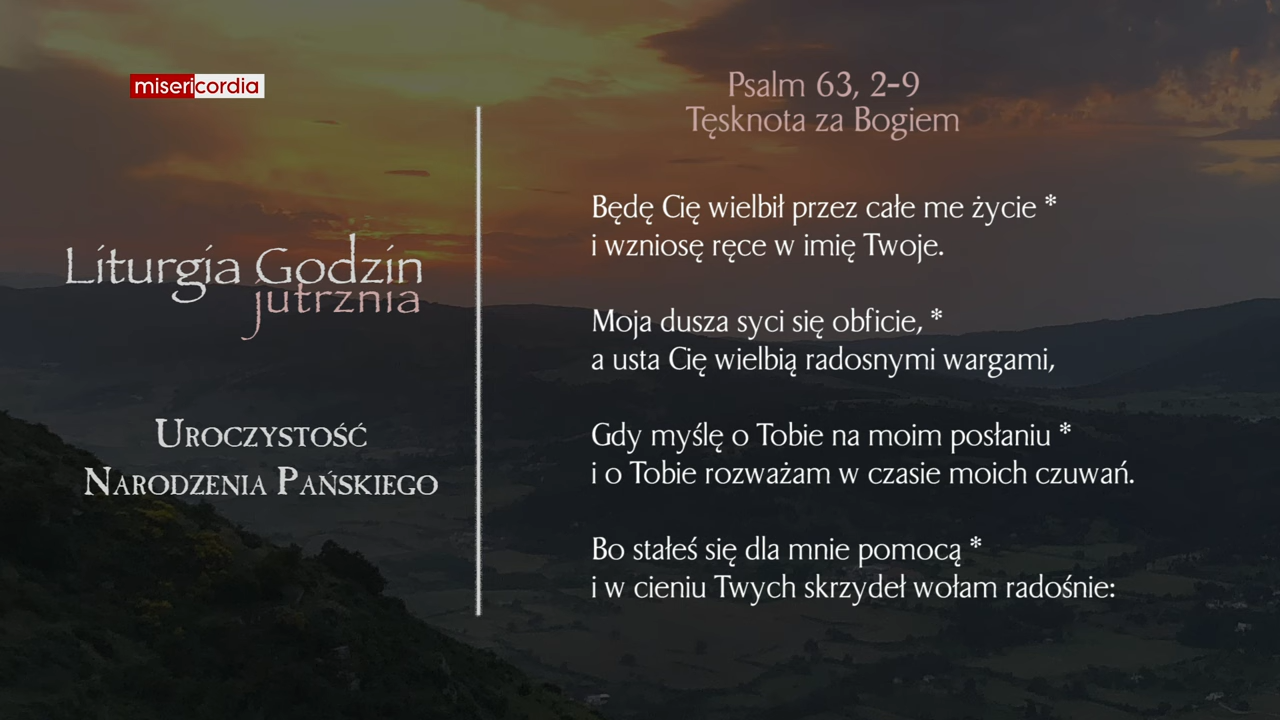 misericordia
Liturgia Godzin
jutrznia
Uroczystość
Narodzenia Pańskiego
Psalm 63, 2-9
Tęsknota za Bogiem
Będę Cię wielbił przez całe me życie *
i wzniosę ręce w imię Twoje.
Moja dusza syci się obficie, *
a usta Cię wielbią radosnymi wargami,
Gdy myślę o Tobie na moim posłaniu *
i o Tobie rozważam w czasie moich czuwań.
Bo stałeś się dla mnie pomocą *
i w cieniu Twych skrzydeł wołam radośnie: